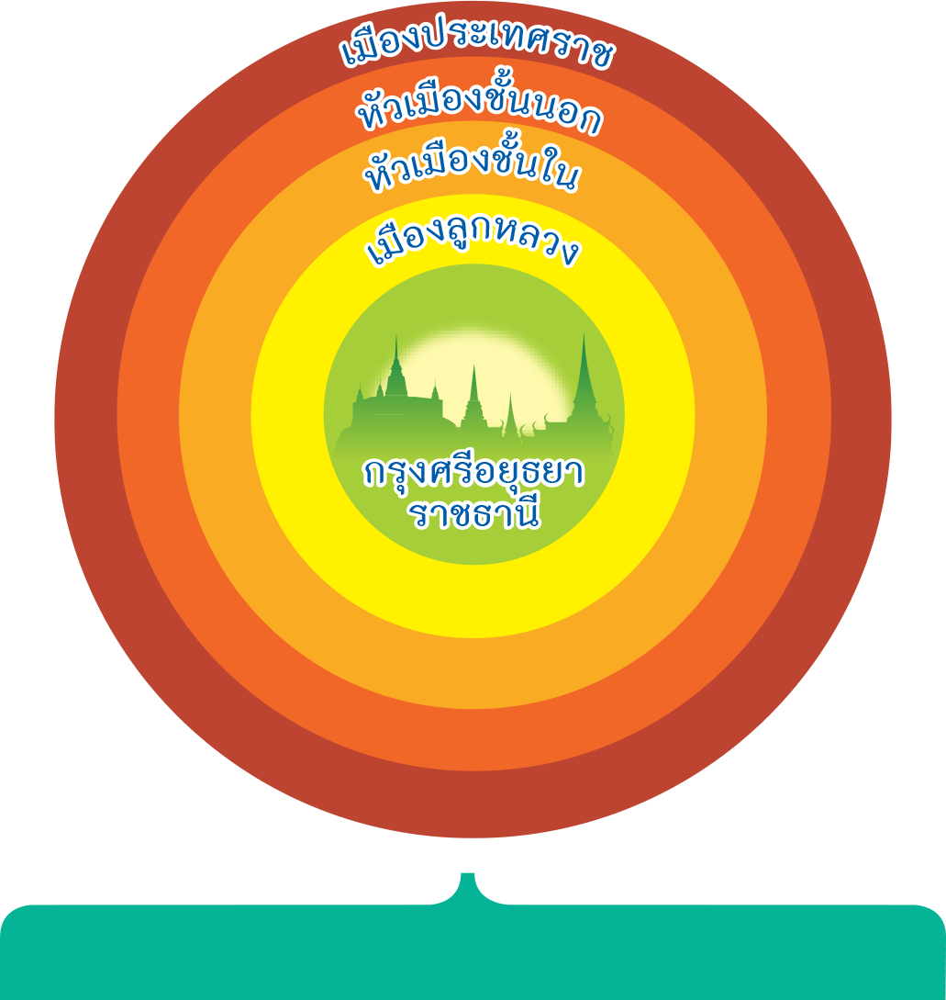 เมืองประเทศราช
หัวเมืองชั้นนอก
หัวเมืองชั้นใน
เมืองลูกหลวง
กรุงศรีอยุธยา
ราชธานี